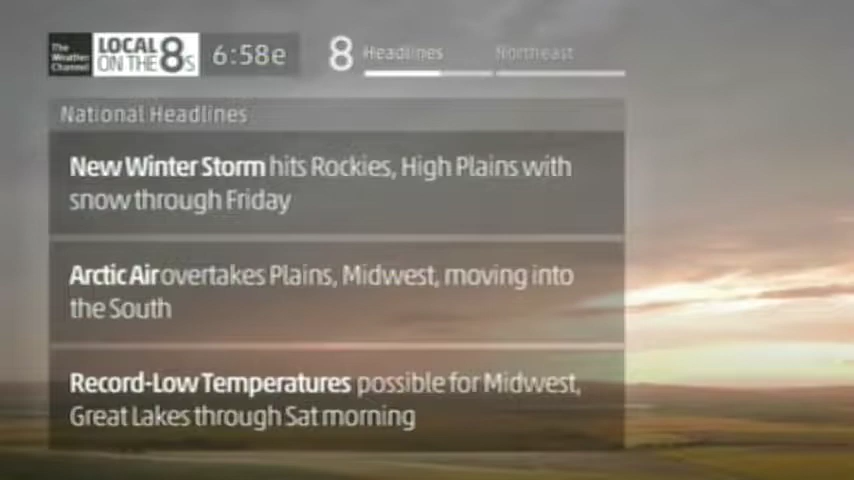 The Weather Channel
LOCAL ON THE 8s
6:58e
8
Headlines
Northeast
National Headlines
New Winter Storm hits Rockies, High Plains with
snow through Friday
Arctic Air overtakes Plains, Midwest, moving into
the South
Record-Low Temperatures possible for Midwest,
Great Lakes through Sat morning